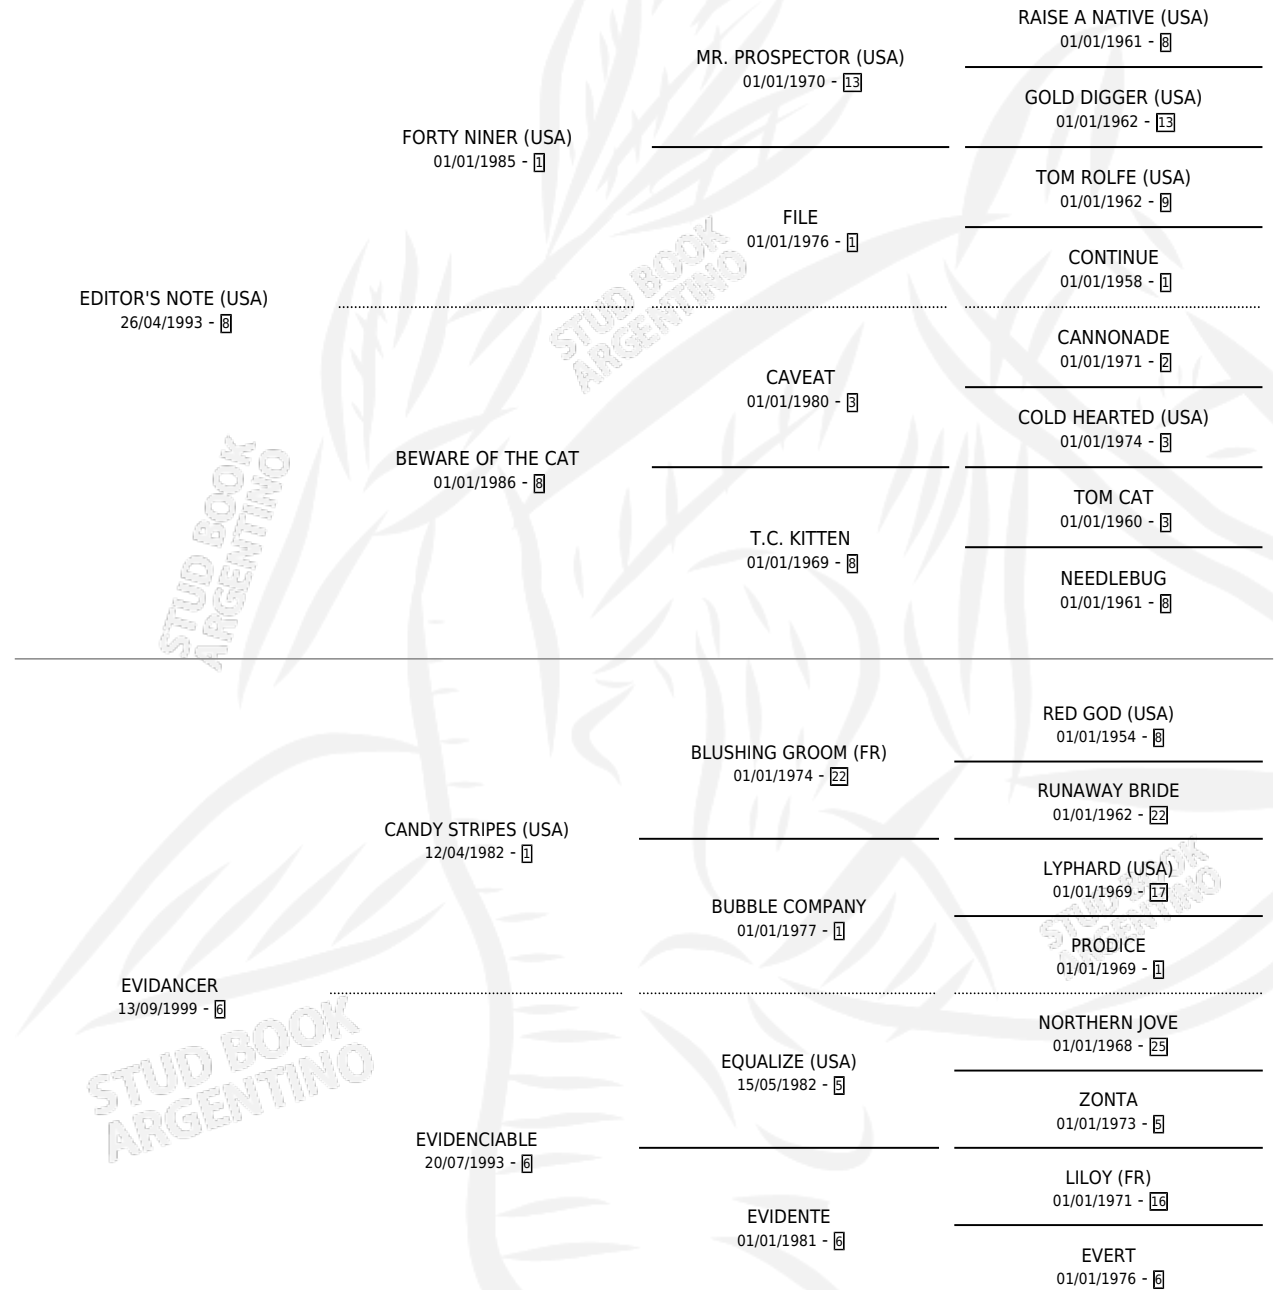 RAISE A NATIVE (USA)
01/01/1961 - 8
MR. PROSPECTOR (USA)
01/01/1970 - 13
GOLD DIGGER (USA)
01/01/1962 - 13
FORTY NINER (USA)
01/01/1985 - 1
TOM ROLFE (USA)
01/01/1962 - 9
FILE
01/01/1976 - 1
CONTINUE
01/01/1958 - 1
EDITOR'S NOTE (USA)
26/04/1993 - 8
STUD BOOK
ARGENTINO
CANNONADE
01/01/1971 - 2
CAVEAT
01/01/1980 - 3
COLD HEARTED (USA)
01/01/1974 - 3
BEWARE OF THE CAT
01/01/1986 - 8
TOM CAT
01/01/1960 - 3
T.C. KITTEN
01/01/1969 - 8
NEEDLEBUG
01/01/1961 - 8
STUD BOOK
ARGENTINO
RED GOD (USA)
01/01/1954 - 8
BLUSHING GROOM (FR)
01/01/1974 - 22
RUNAWAY BRIDE
01/01/1962 - 22
CANDY STRIPES (USA)
12/04/1982 - 1
LYPHARD (USA)
01/01/1969 - 17
BUBBLE COMPANY
01/01/1977 - 1
STUD BOOK
ARGENTINO
PRODICE
01/01/1969 - 1
EVIDANCER
13/09/1999 - 6
STUD BOOK
ARGENTINO
NORTHERN JOVE
01/01/1968 - 25
EQUALIZE (USA)
15/05/1982 - 5
ZONTA
01/01/1973 - 5
EVIDENCIABLE
20/07/1993 - 6
LILOY (FR)
01/01/1971 - 16
EVIDENTE
01/01/1981 - 6
EVERT
01/01/1976 - 6